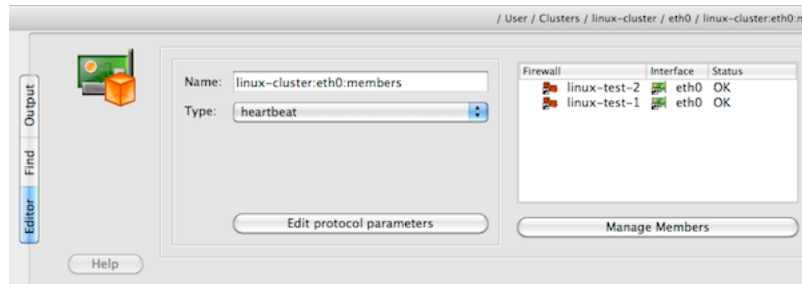 / User / Clusters / linux-cluster / eth0 / linux-cluster:eth0:m
Output
Find
Editor
Name: linux-cluster:eth0:members
Type: heartbeat
Edit protocol parameters
Help
Firewall Interface Status
linux-test-2 eth0 OK
linux-test-1 eth0 OK
Manage Members